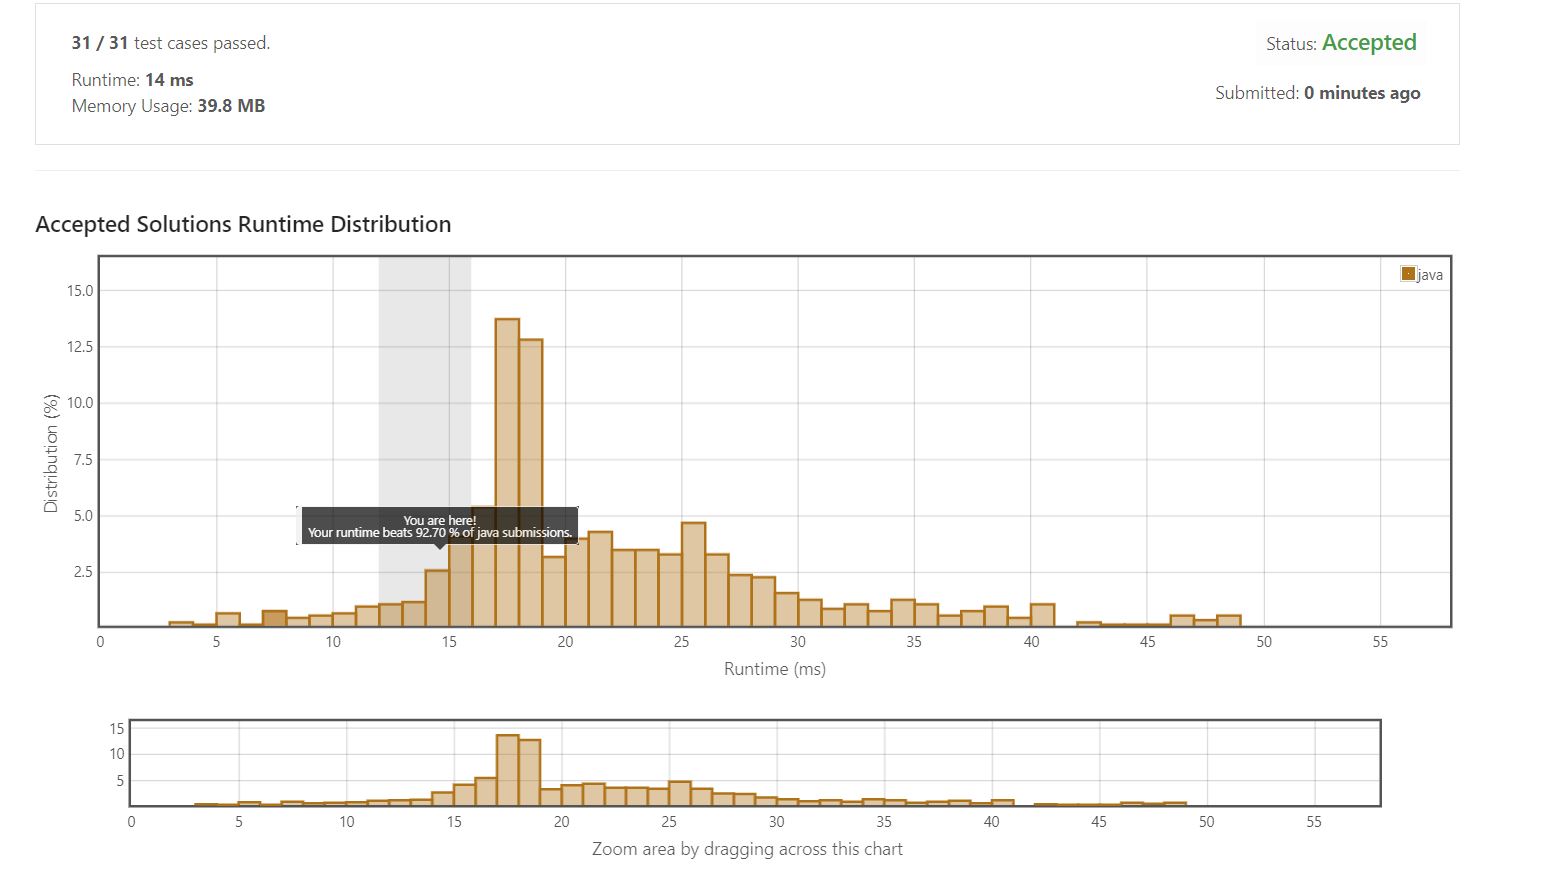 31 / 31 test cases passed.
Status: Accepted
Runtime: 14 ms
Memory Usage: 39.8 MB
Submitted: 0 minutes ago
Accepted Solutions Runtime Distribution
java
15.0
12.5
10.0
7.5
5.0
2.5
Distribution (%)
You are here!
Your runtime beats 92.70 % of java submissions.
0 5 10 15 20 25 30 35 40 45 50 55
Runtime (ms)
15
10
5
0 5 10 15 20 25 30 35 40 45 50 55
Zoom area by dragging across this chart